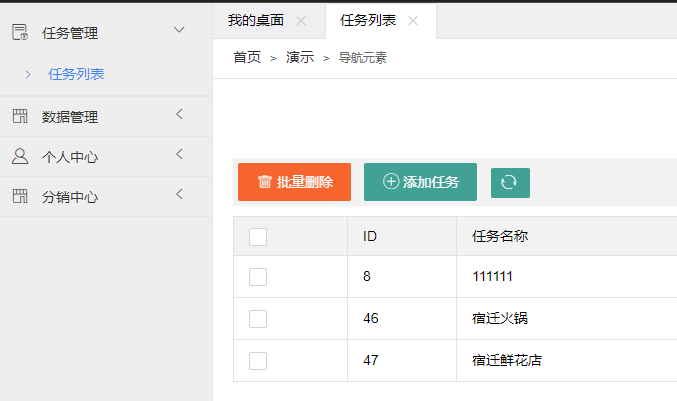 我的桌面 任务列表
任务管理
任务列表
数据管理
个人中心
分销中心
首页 > 演示 > 导航元素
批量删除 添加任务
ID 任务名称
8 111111
46 宿迁火锅
47 宿迁鲜花店